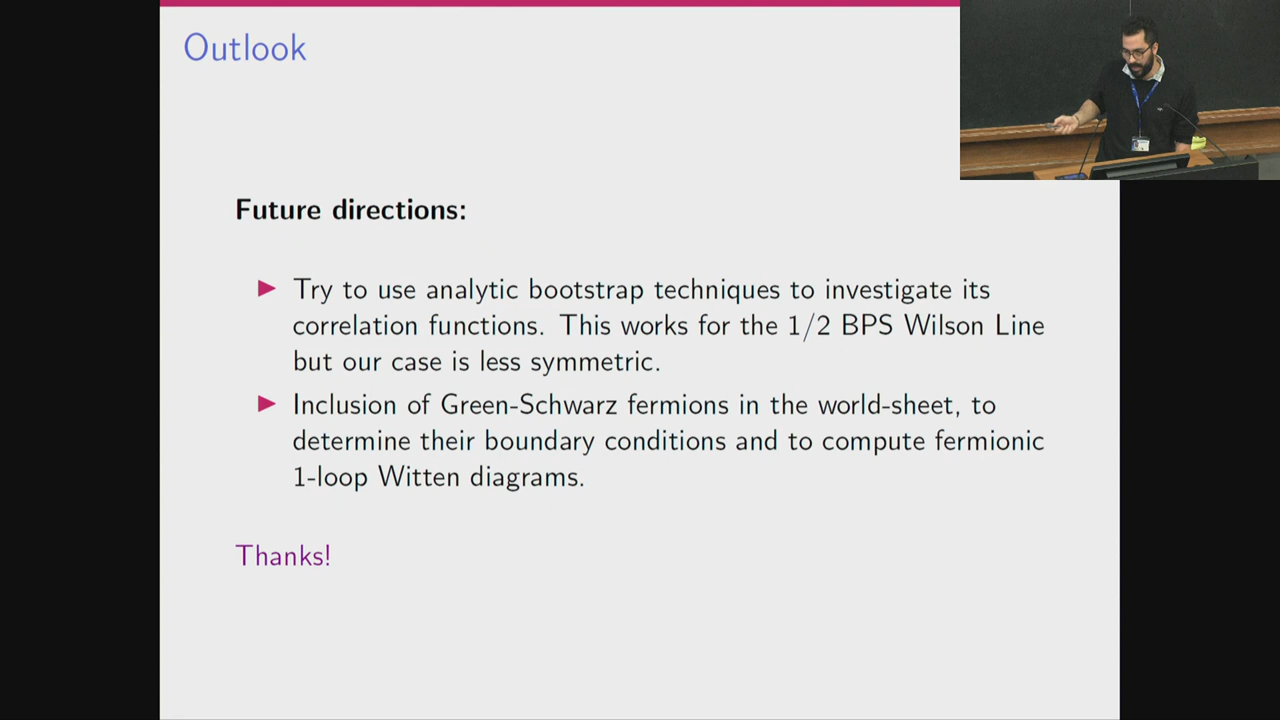 Outlook
Future directions:
Try to use analytic bootstrap techniques to investigate its
correlation functions. This works for the 1/2 BPS Wilson Line
but our case is less symmetric.
Inclusion of Green-Schwarz fermions in the world-sheet, to
determine their boundary conditions and to compute fermionic
1-loop Witten diagrams.
Thanks!